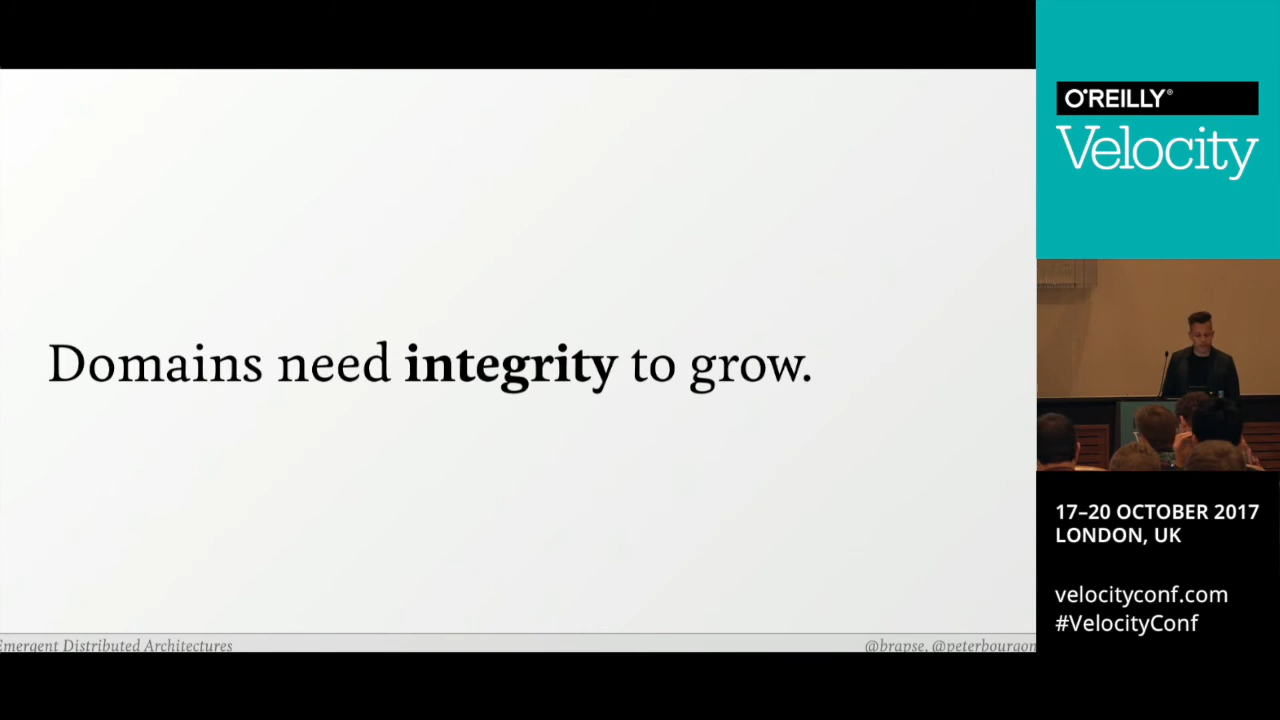 Domains need integrity to grow.
Emergent Distributed Architectures
@brapse, @peterbourgon
O'REILLY®
Velocity
17–20 OCTOBER 2017
LONDON, UK
velocityconf.com
#VelocityConf